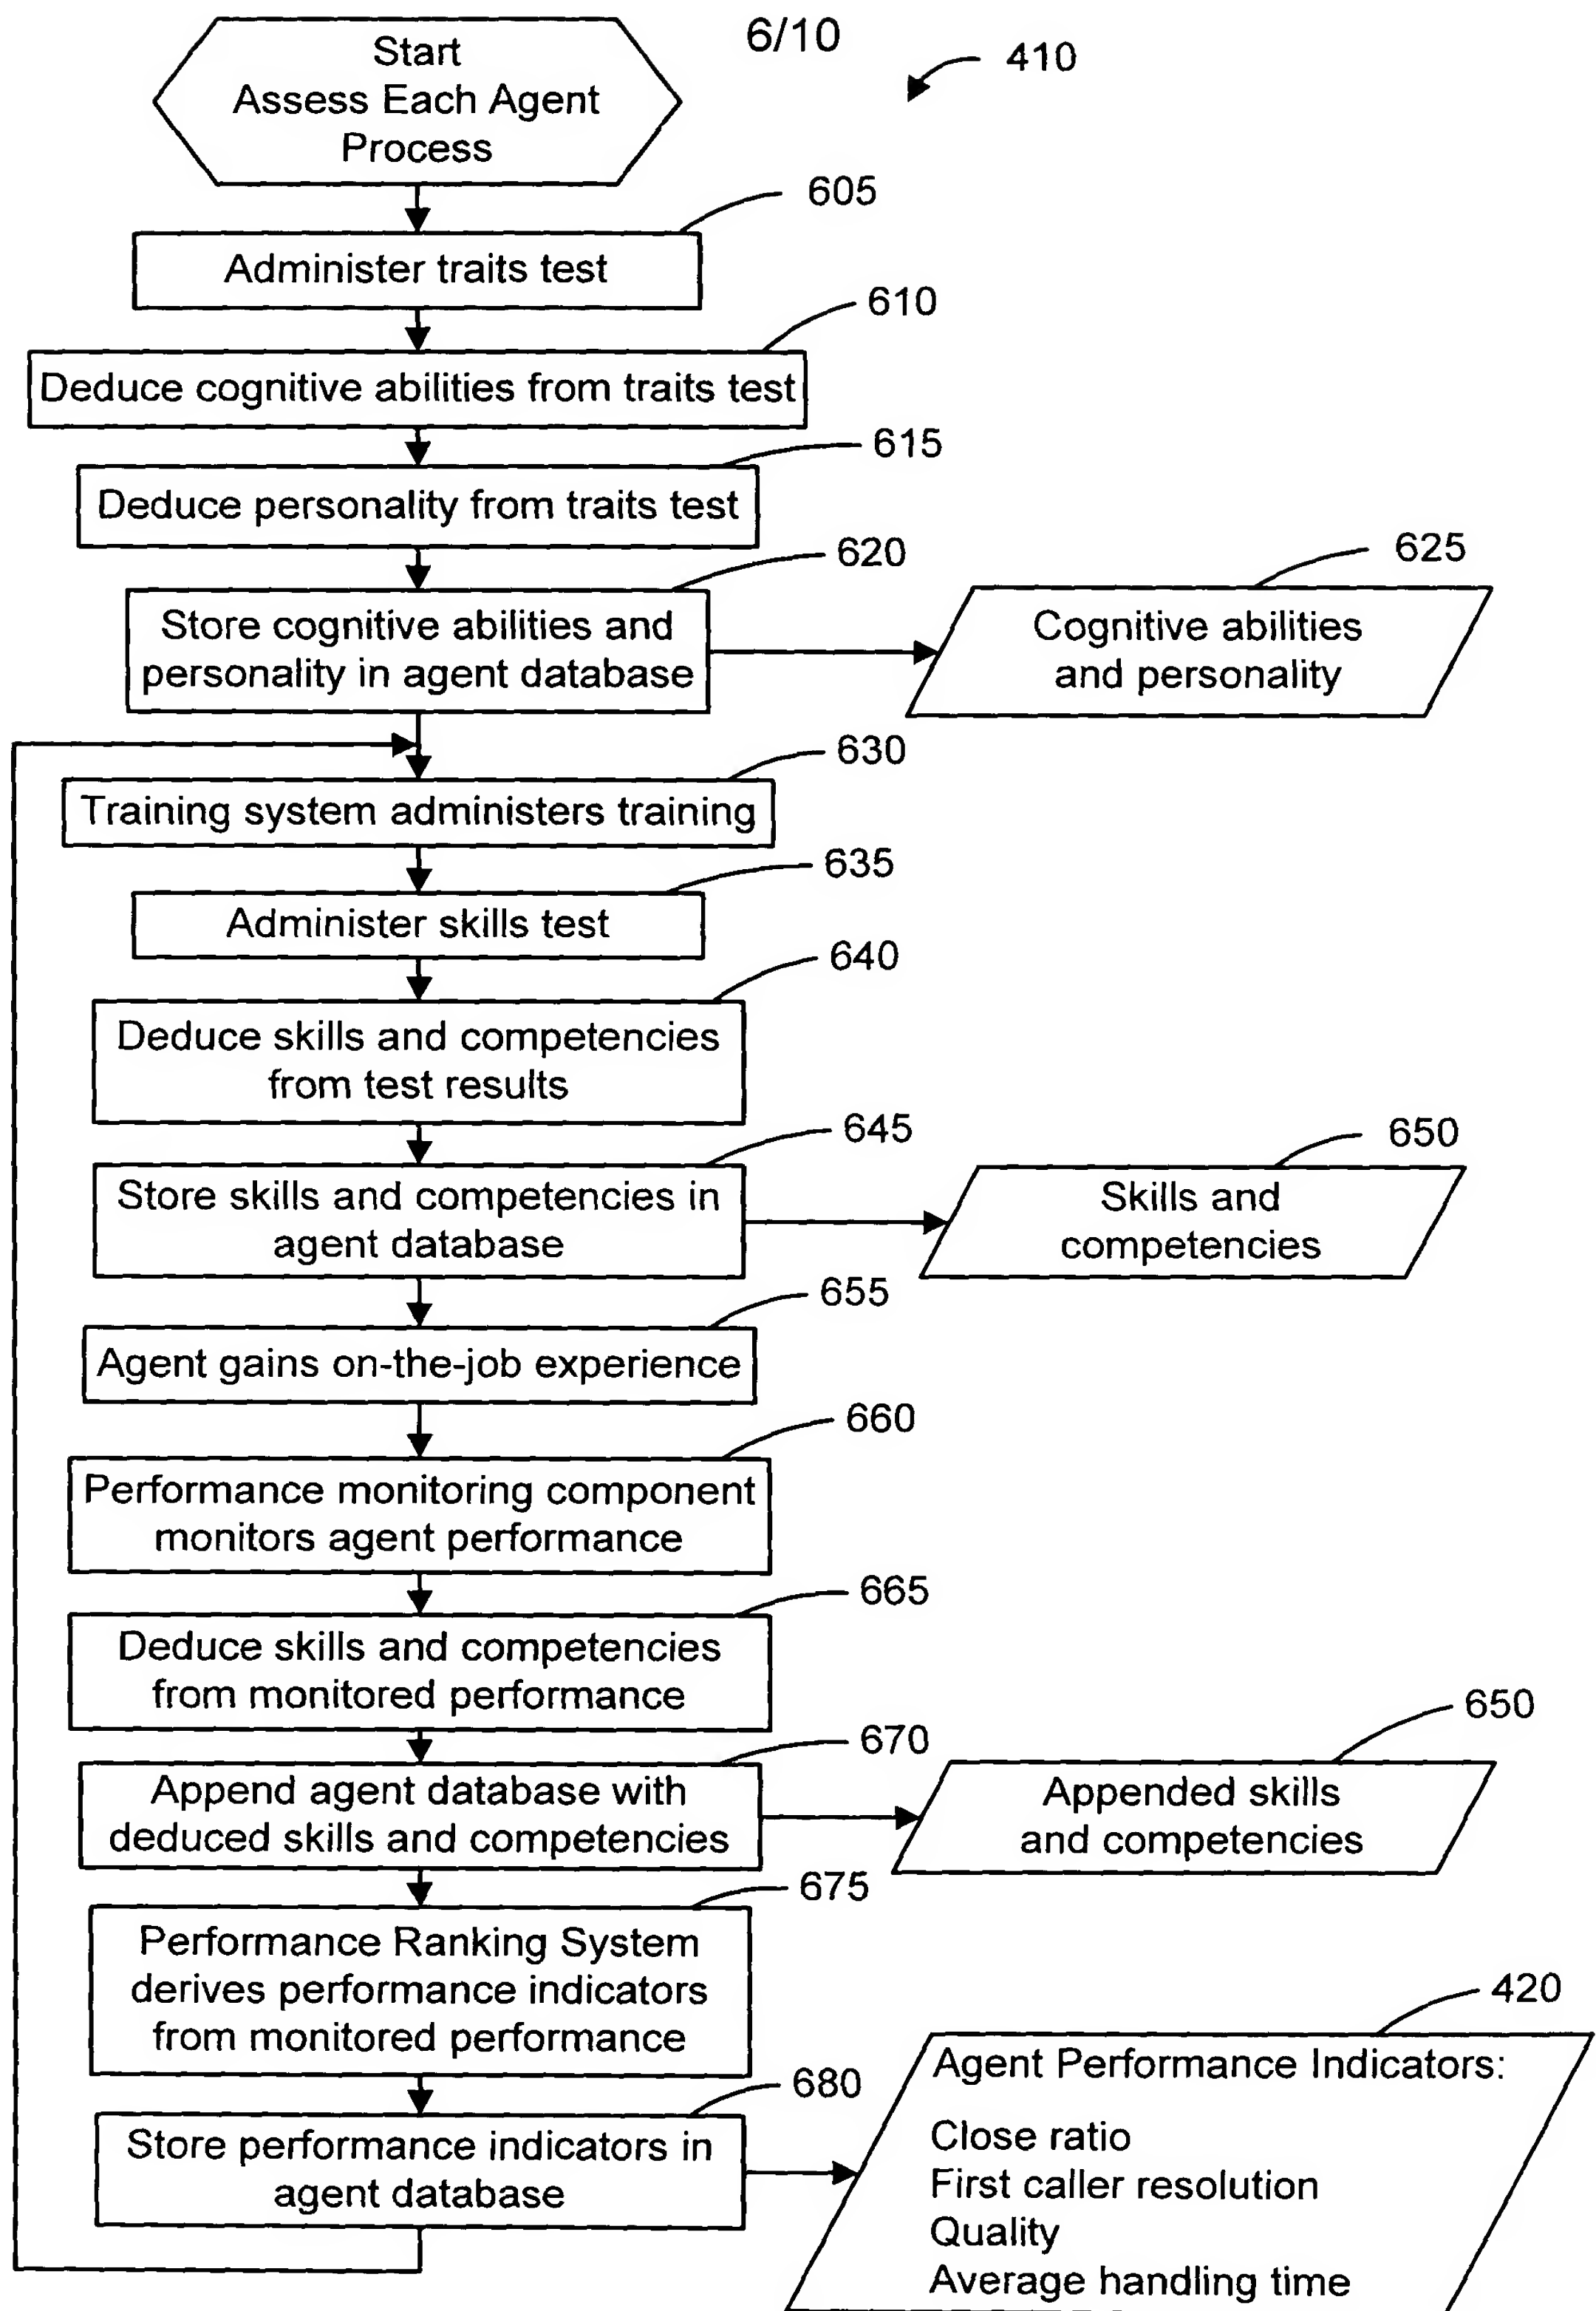 6/10
410
Start
Assess Each Agent
Process
605
Administer traits test
610
Deduce cognitive abilities from traits test
615
Deduce personality from traits test
620
Store cognitive abilities and
personality in agent database
625
Cognitive abilities
and personality
630
Training system administers training
635
Administer skills test
640
Deduce skills and competencies
from test results
645
Store skills and competencies in
agent database
650
Skills and
competencies
655
Agent gains on-the-job experience
660
Performance monitoring component
monitors agent performance
665
Deduce skills and competencies
from monitored performance
670
Append agent database with
deduced skills and competencies
650
Appended skills
and competencies
675
Performance Ranking System
derives performance indicators
from monitored performance
680
Store performance indicators in
agent database
420
Agent Performance Indicators:
Close ratio
First caller resolution
Quality
Average handling time